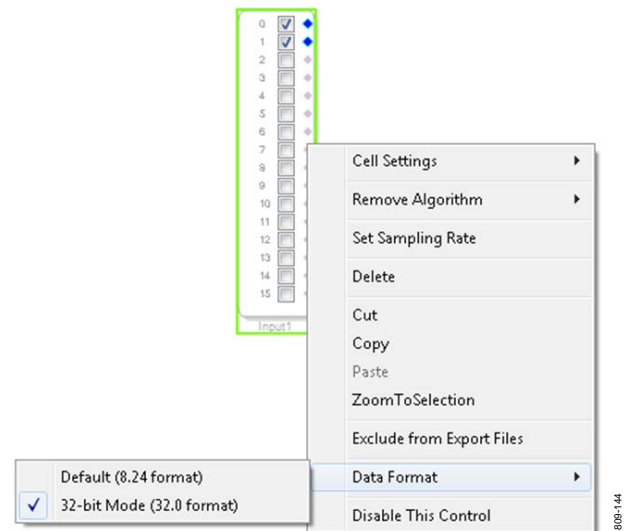 0
1
2
3
4
5
6
7
8
9
10
11
12
13
14
15
Input1
Cell Settings
Remove Algorithm
Set Sampling Rate
Delete
Cut
Copy
Paste
ZoomToSelection
Exclude from Export Files
Data Format
Disable This Control
Default (8.24 format)
32-bit Mode (32.0 format)
809-144